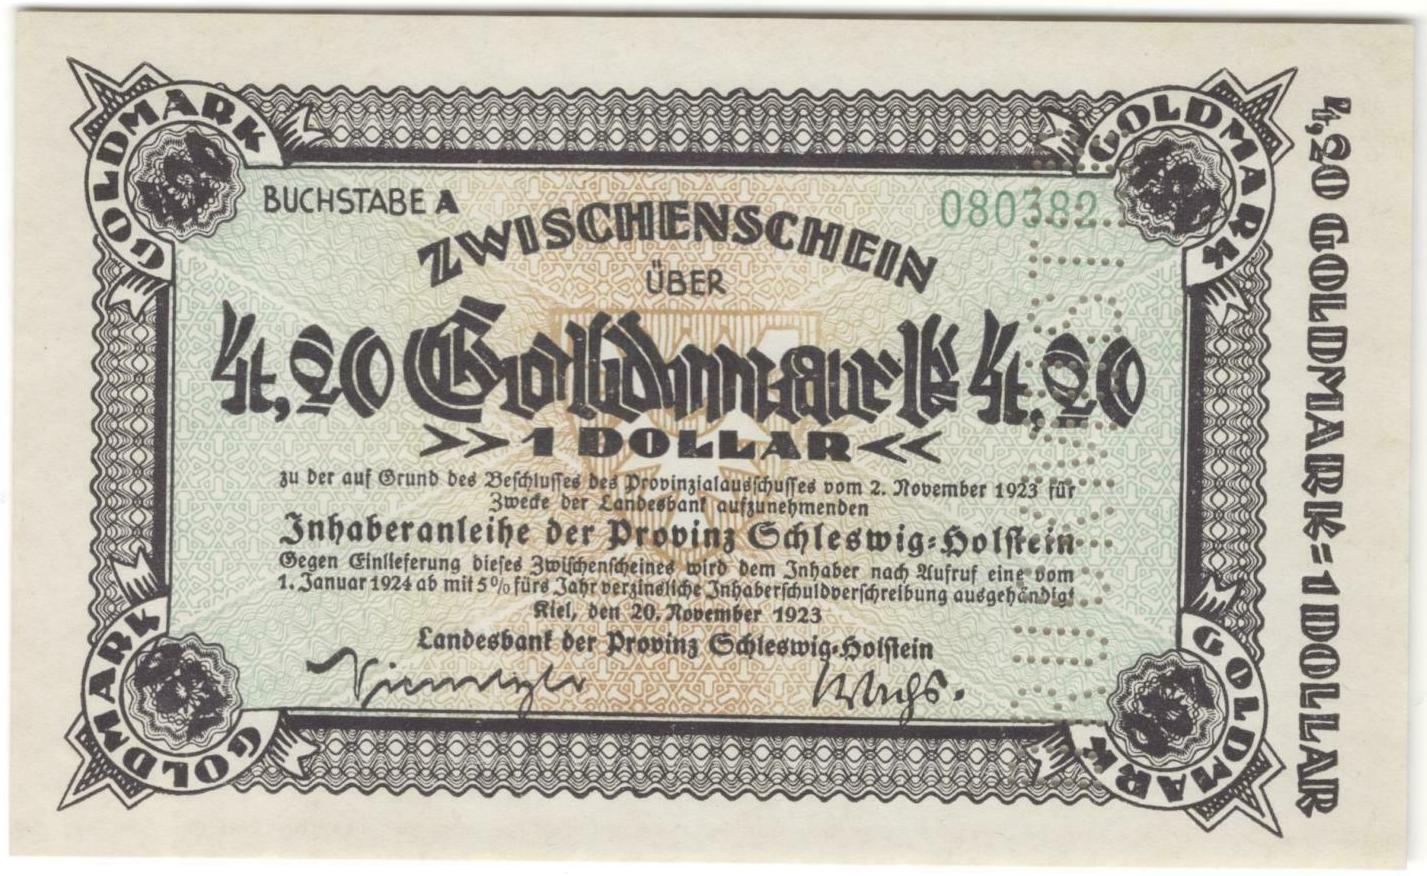 BUCHSTABE A
080382
ZWISCHENSCHEIN
ÜBER
4,20 Goldmark 4,20
>> 1 DOLLAR <<
zu der auf Grund des Beschlusses des Provinzialausschusses vom 2. November 1923 für
Zwecke der Landesbank aufzunehmenden
Inhaberanleihe der Provinz Schleswig-Holstein
Gegen Einlieferung dieses Zwischenscheines wird dem Inhaber nach Aufruf eine vom
1. Januar 1924 ab mit 5% fürs Jahr verzinsliche Inhaberschuldverschreibung ausgehändigt
Kiel, den 20. November 1923
Landesbank der Provinz Schleswig-Holstein
GOLDMARK
GOLDMARK
GOLDMARK
GOLDMARK
4,20 GOLDMARK=1 DOLLAR